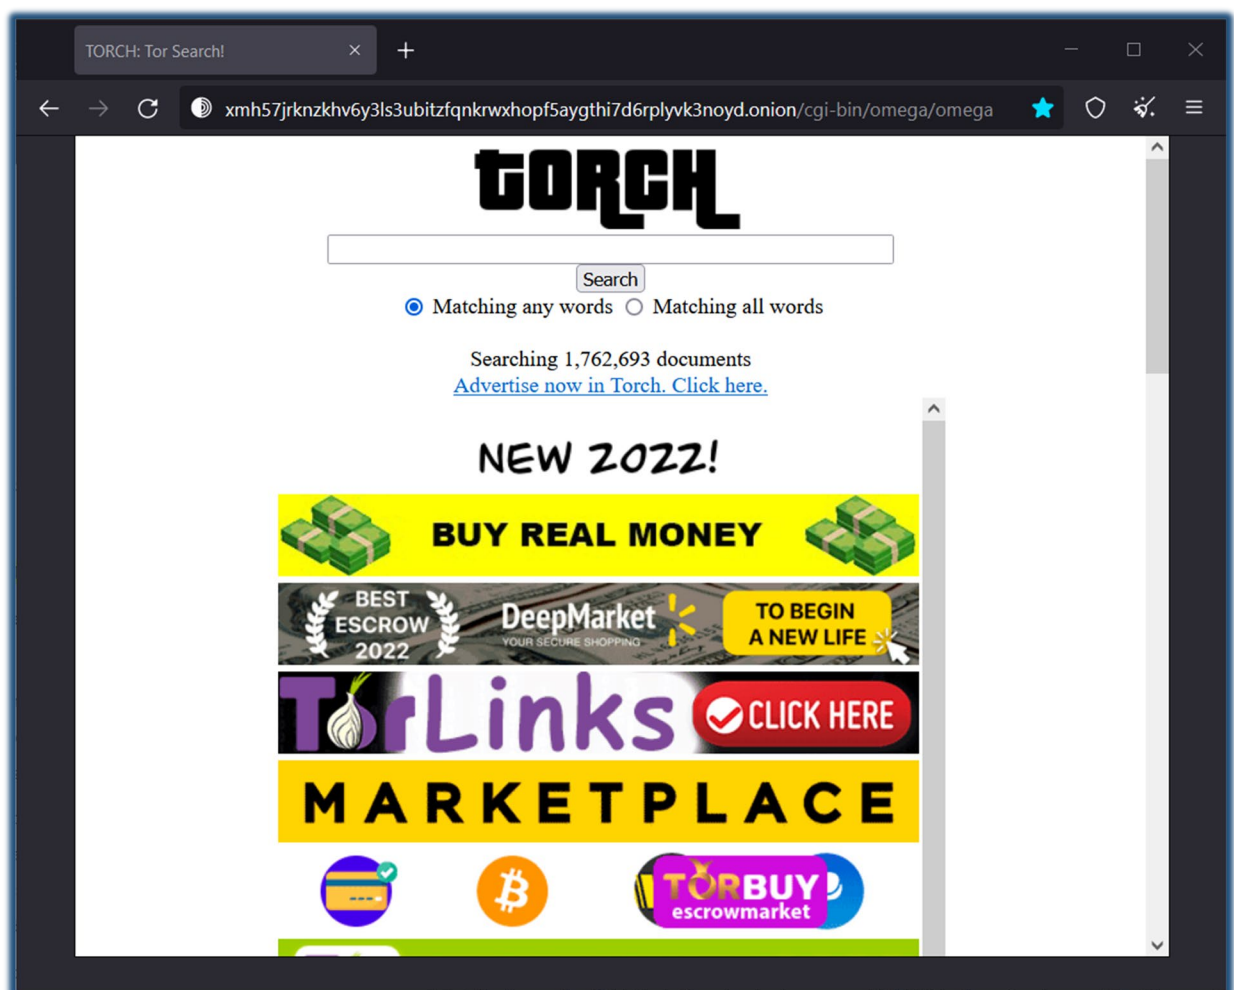 TORCH: Tor Search!
xmh57jrknzkhv6y3ls3ubitzfqnkrwxhopf5aygthi7d6rplyvk3noyd.onion/cgi-bin/omega/omega
TORCH
Search
Matching any words Matching all words
Searching 1,762,693 documents
Advertise now in Torch. Click here.
NEW 2022!
BUY REAL MONEY
BEST ESCROW 2022
DeepMarket
YOUR SECURE SHOPPING
TO BEGIN
A NEW LIFE
TorLinks CLICK HERE
MARKETPLACE
TORBUY
escrowmarket